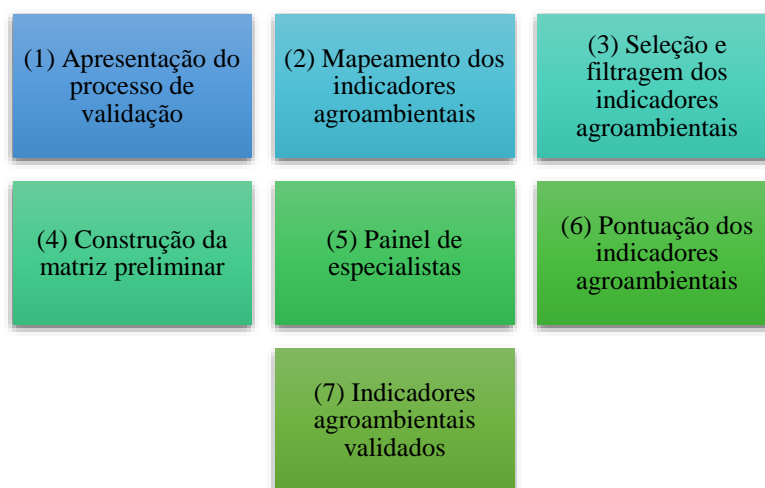 (1) Apresentação do
processo de
validação
(2) Mapeamento dos
indicadores
agroambientais
(3) Seleção e
filtragem dos
indicadores
agroambientais
(4) Construção da
matriz preliminar
(5) Painel de
especialistas
(6) Pontuação dos
indicadores
agroambientais
(7) Indicadores
agroambientais
validados